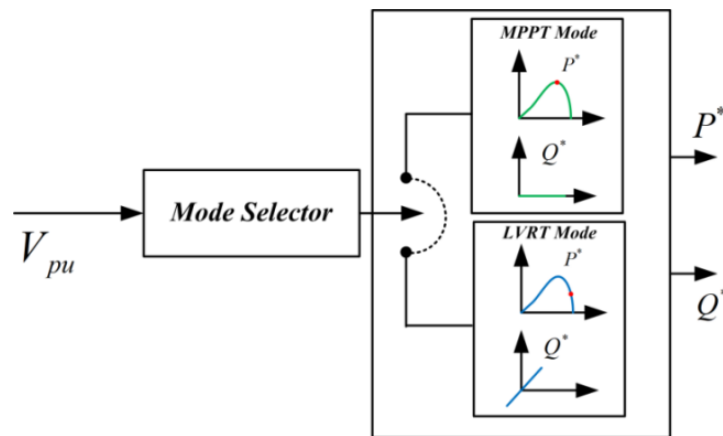 MPPT Mode
P*
Q*
P*
Mode Selector
V_pu
LVRT Mode
P*
Q*
Q*